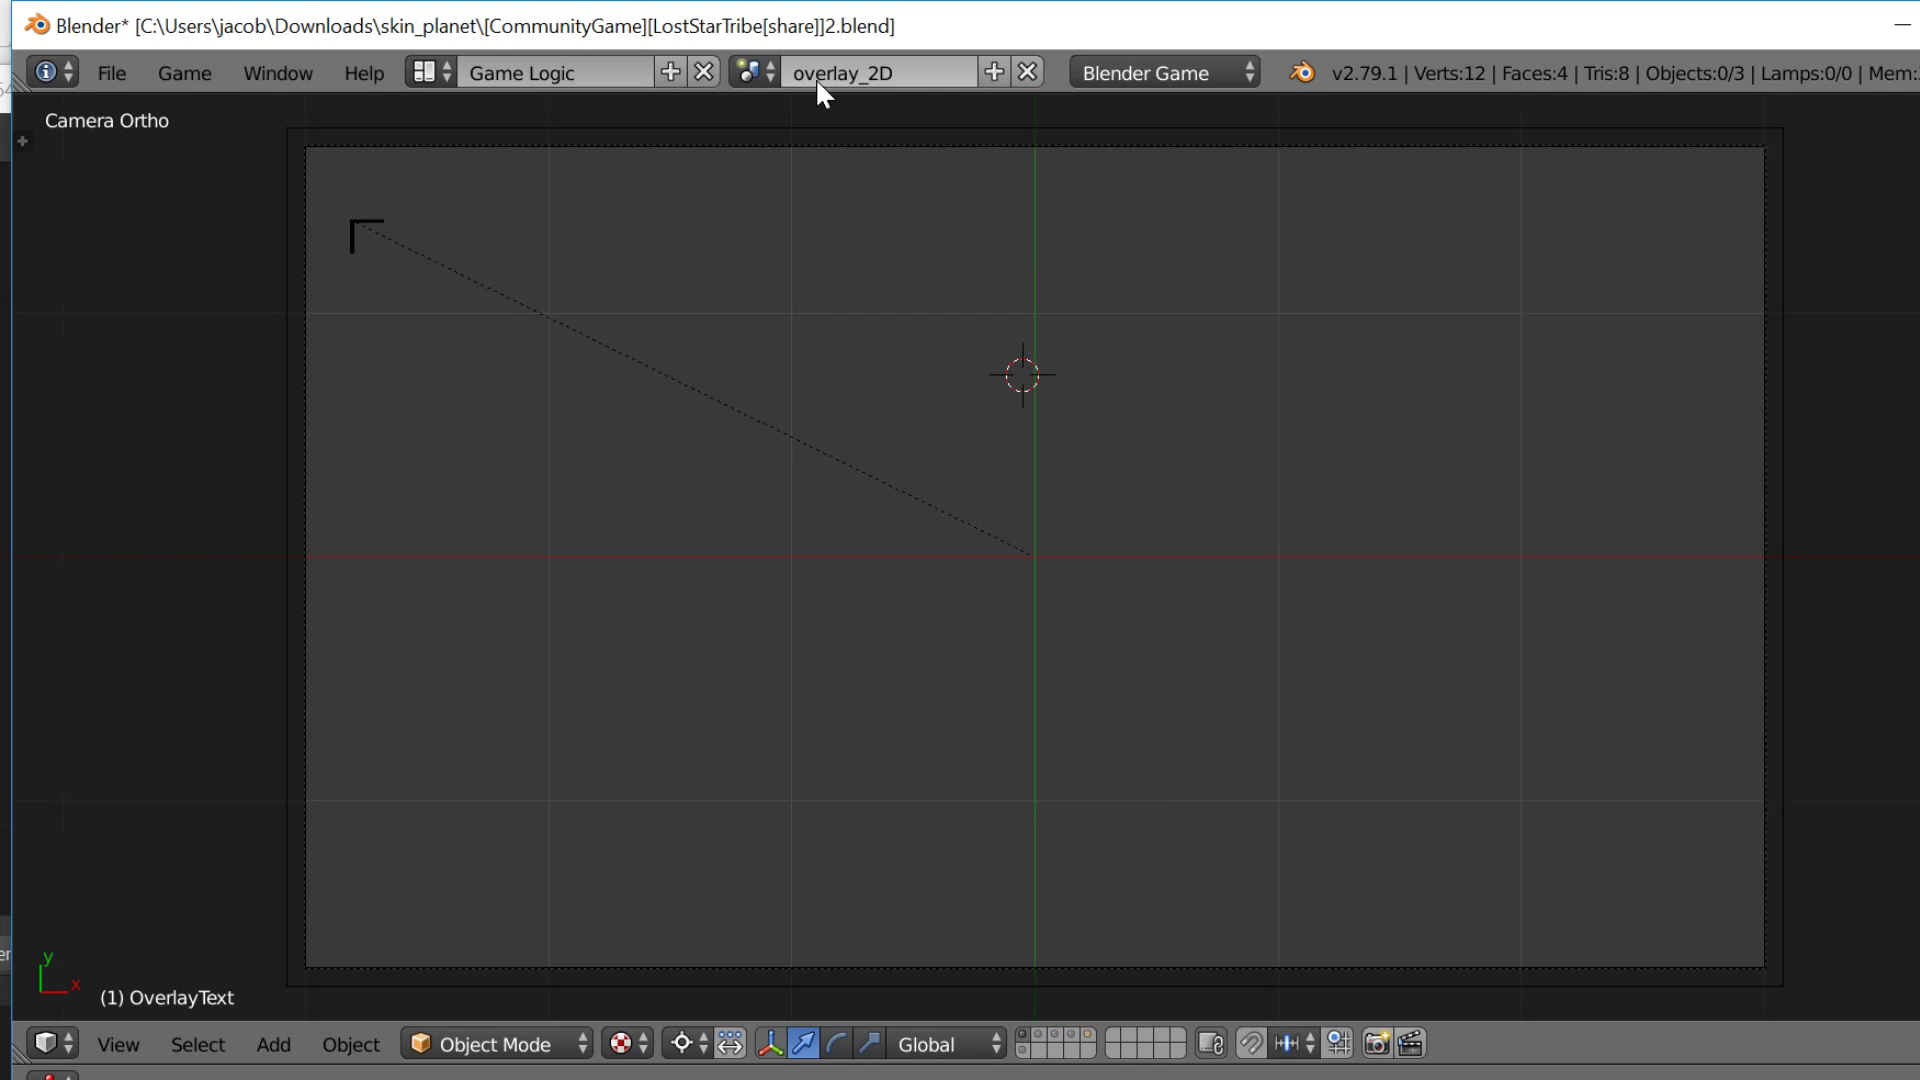 Blender* [C:\Users\jacob\Downloads\skin_planet\[CommunityGame][LostStarTribe[share]]2.blend]
File Game Window Help Game Logic overlay_2D Blender Game v2.79.1 | Verts:12 | Faces:4 | Tris:8 | Objects:0/3 | Lamps:0/0 | Mem:
Camera Ortho
y
x
(1) OverlayText
View Select Add Object Object Mode Global